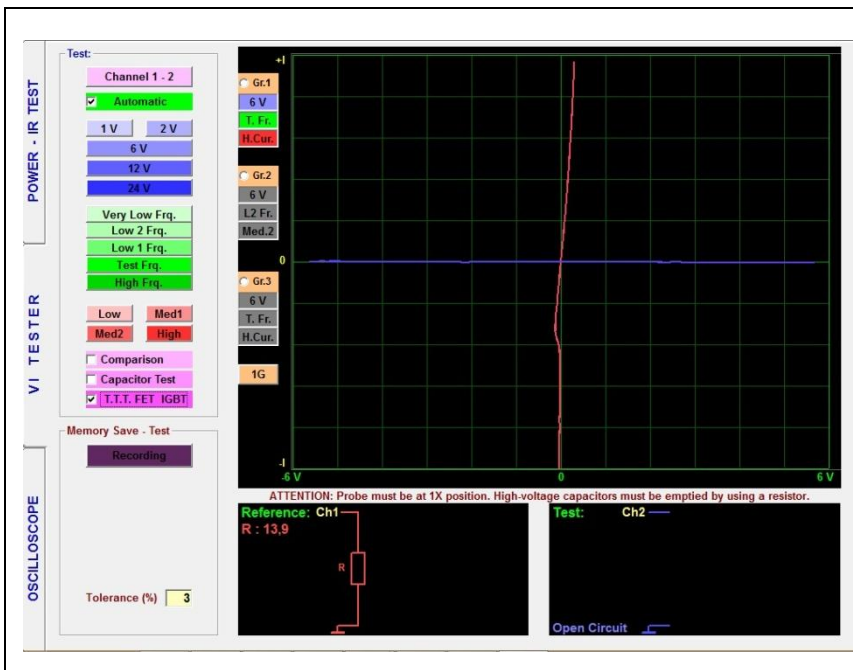 POWER - IR TEST
VI TESTER
OSCILLOSCOPE
Test:
Channel 1 - 2
Automatic
1 V
2 V
6 V
12 V
24 V
Very Low Frq.
Low 2 Frq.
Low 1 Frq.
Test Frq.
High Frq.
Low
Med1
Med2
High
Comparison
Capacitor Test
T.T.T. FET IGBT
Memory Save - Test
Recording
Tolerance (%) 3
Gr.1
6 V
T. Fr.
H.Cur.
Gr.2
6 V
L2 Fr.
Med.2
Gr.3
6 V
T. Fr.
H.Cur.
1G
+I
0
-I
-6 V
0
6 V
ATTENTION: Probe must be at 1X position. High-voltage capacitors must be emptied by using a resistor.
Reference: Ch1
R : 13,9
R
Test: Ch2
Open Circuit